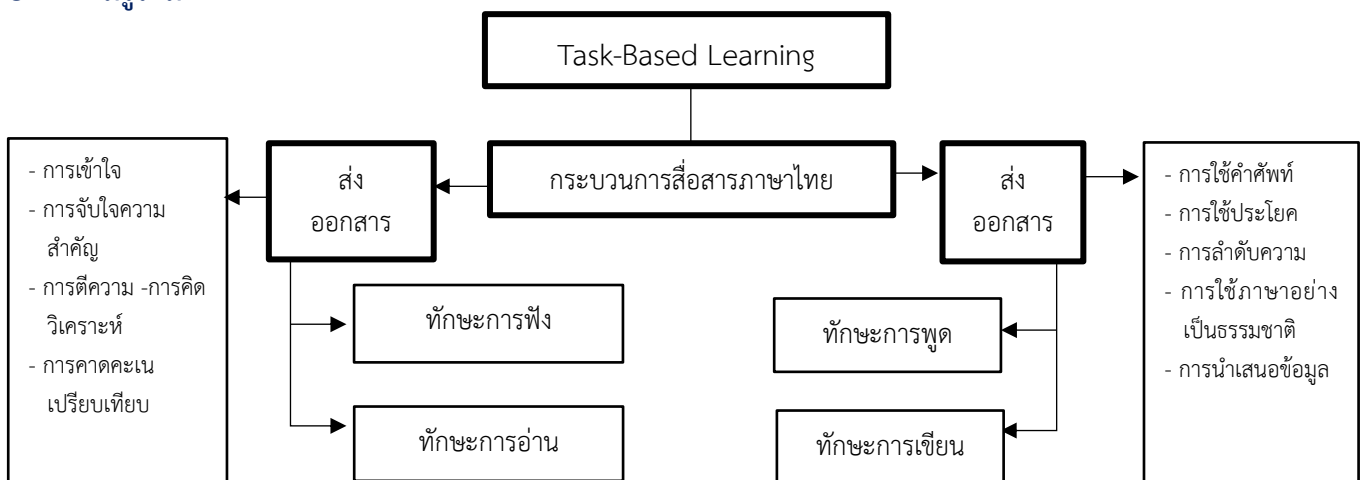 Task-Based Learning
กระบวนการสื่อสารภาษาไทย
ส่ง
ออกสาร
- การเข้าใจ
- การจับใจความ
สำคัญ
- การตีความ -การคิด
วิเคราะห์
- การคาดคะเน
เปรียบเทียบ
ทักษะการฟัง
ทักษะการอ่าน
ส่ง
ออกสาร
- การใช้คำศัพท์
- การใช้ประโยค
- การลำดับความ
- การใช้ภาษาอย่าง
เป็นธรรมชาติ
- การนำเสนอข้อมูล
ทักษะการพูด
ทักษะการเขียน